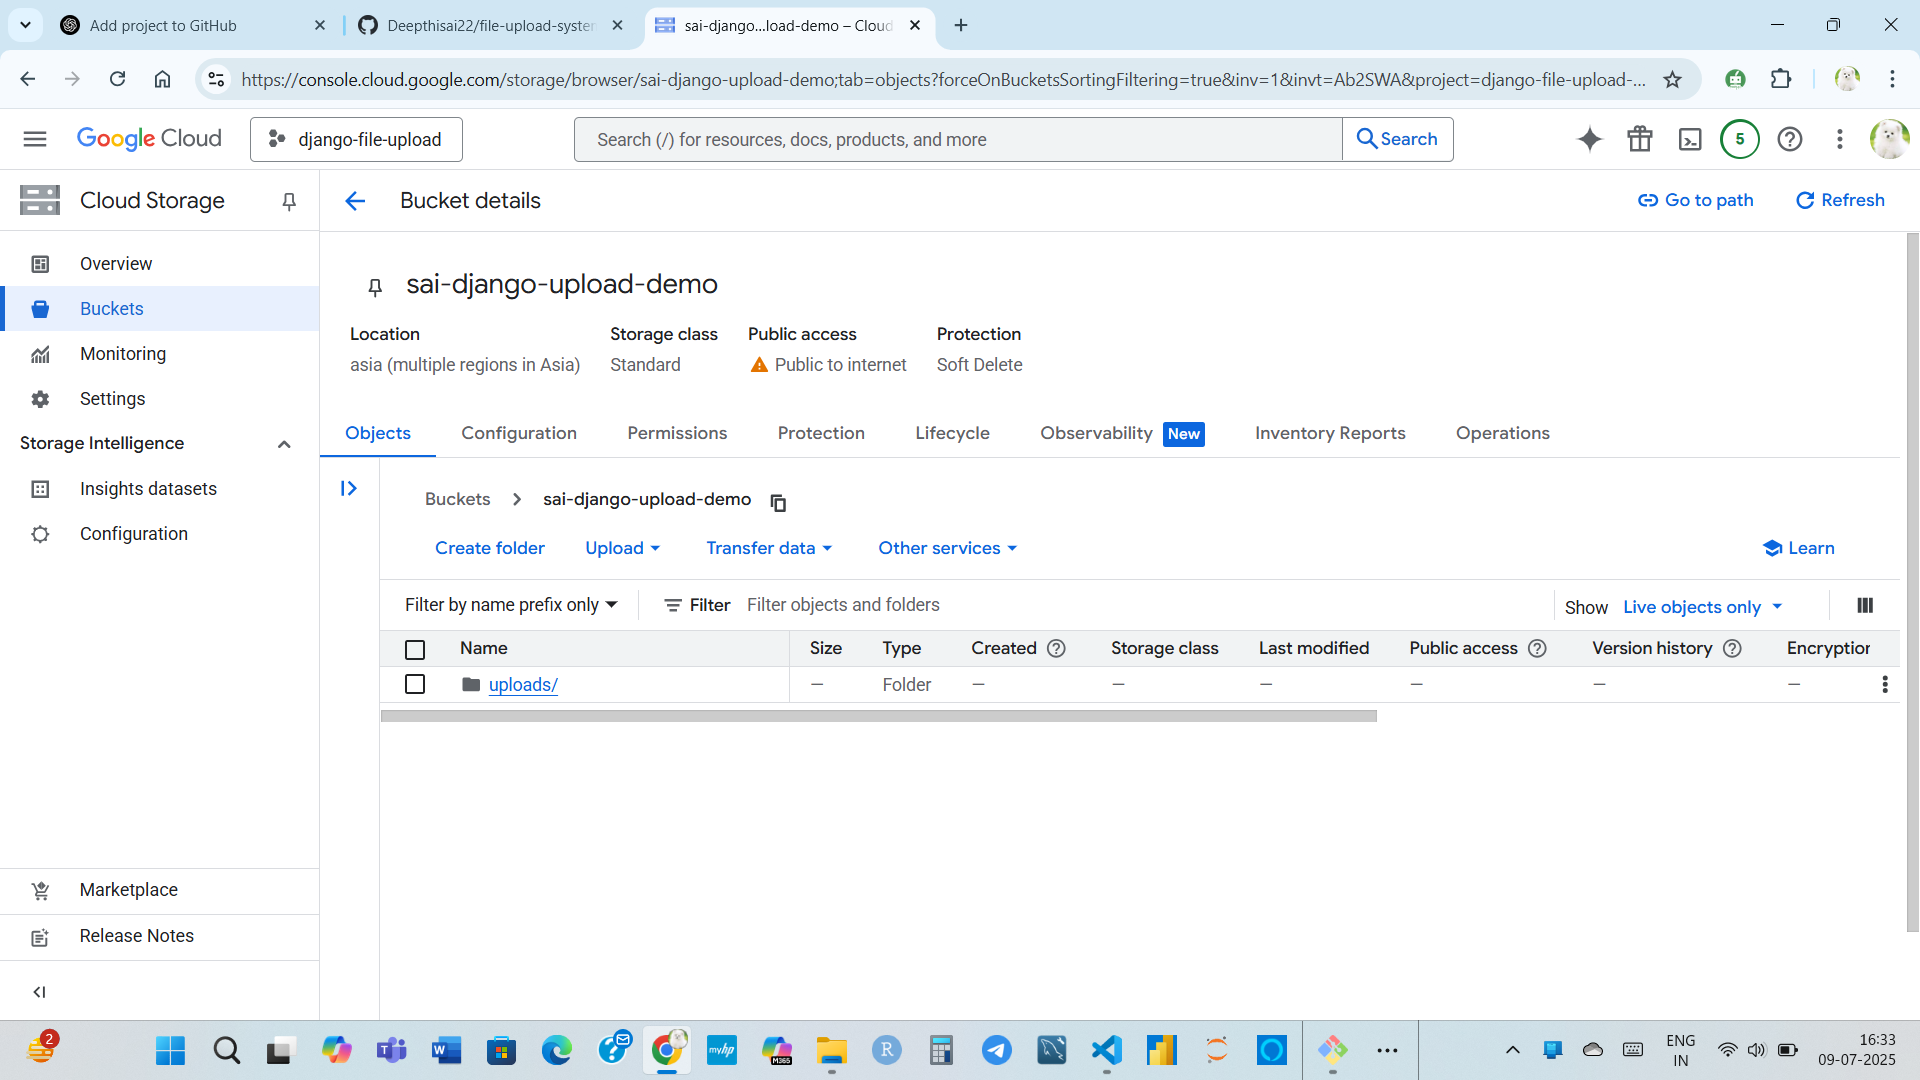 Add project to GitHub
Deepthisai22/file-upload-syster
sai-django...load-demo – Cloud
https://console.cloud.google.com/storage/browser/sai-django-upload-demo;tab=objects?forceOnBucketsSortingFiltering=true&inv=1&invt=Ab2SWA&project=django-file-upload-...
Google Cloud
django-file-upload
Search (/) for resources, docs, products, and more
Search
5
Cloud Storage
Bucket details
Go to path
Refresh
Overview
Buckets
Monitoring
Settings
Storage Intelligence
Insights datasets
Configuration
Marketplace
Release Notes
sai-django-upload-demo
Location Storage class Public access Protection
asia (multiple regions in Asia) Standard Public to internet Soft Delete
Objects Configuration Permissions Protection Lifecycle Observability New Inventory Reports Operations
Buckets sai-django-upload-demo
Create folder Upload Transfer data Other services Learn
Filter by name prefix only Filter Filter objects and folders Show Live objects only
Name Size Type Created Storage class Last modified Public access Version history Encryption
uploads/ — Folder — — — — — —
2
W
T
myhp
M365
R
ENG
IN
16:33
09-07-2025